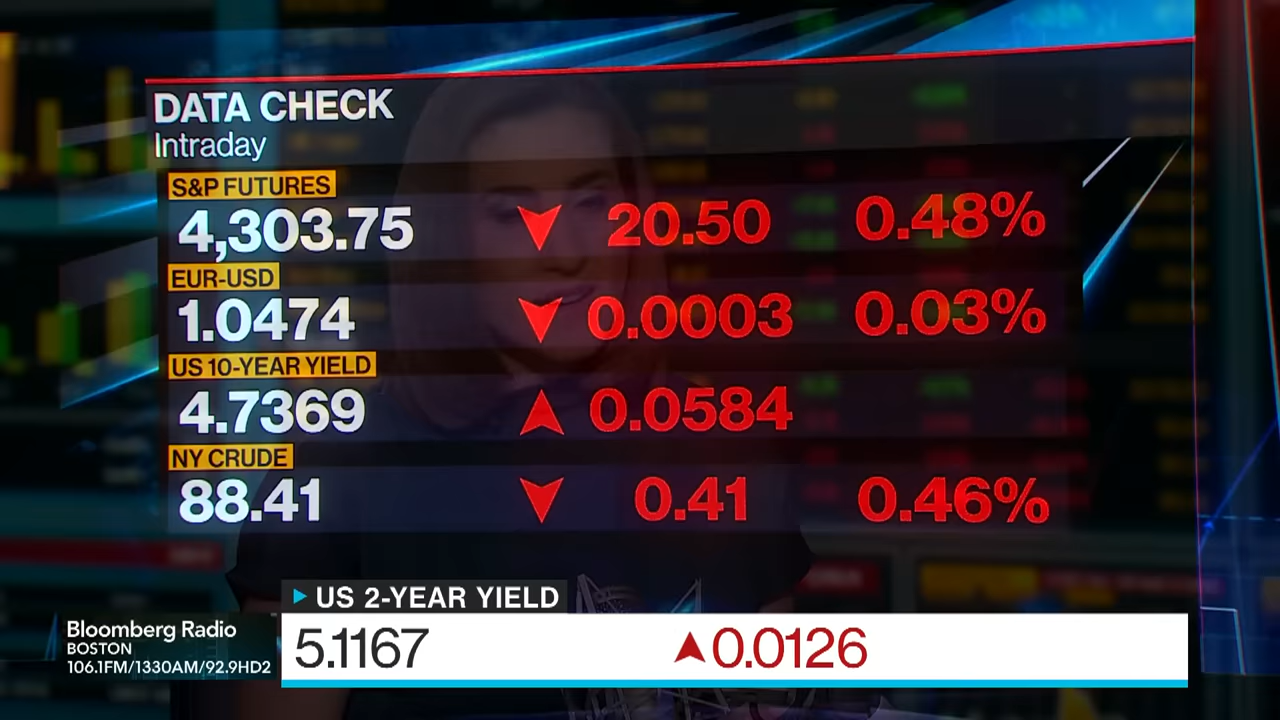 DATA CHECK
Intraday
S&P FUTURES
4,303.75 ▼ 20.50 0.48%
EUR-USD
1.0474 ▼ 0.0003 0.03%
US 10-YEAR YIELD
4.7369 ▲ 0.0584
NY CRUDE
88.41 ▼ 0.41 0.46%
US 2-YEAR YIELD
5.1167 ▲ 0.0126
Bloomberg Radio
BOSTON
106.1FM/1330AM/92.9HD2